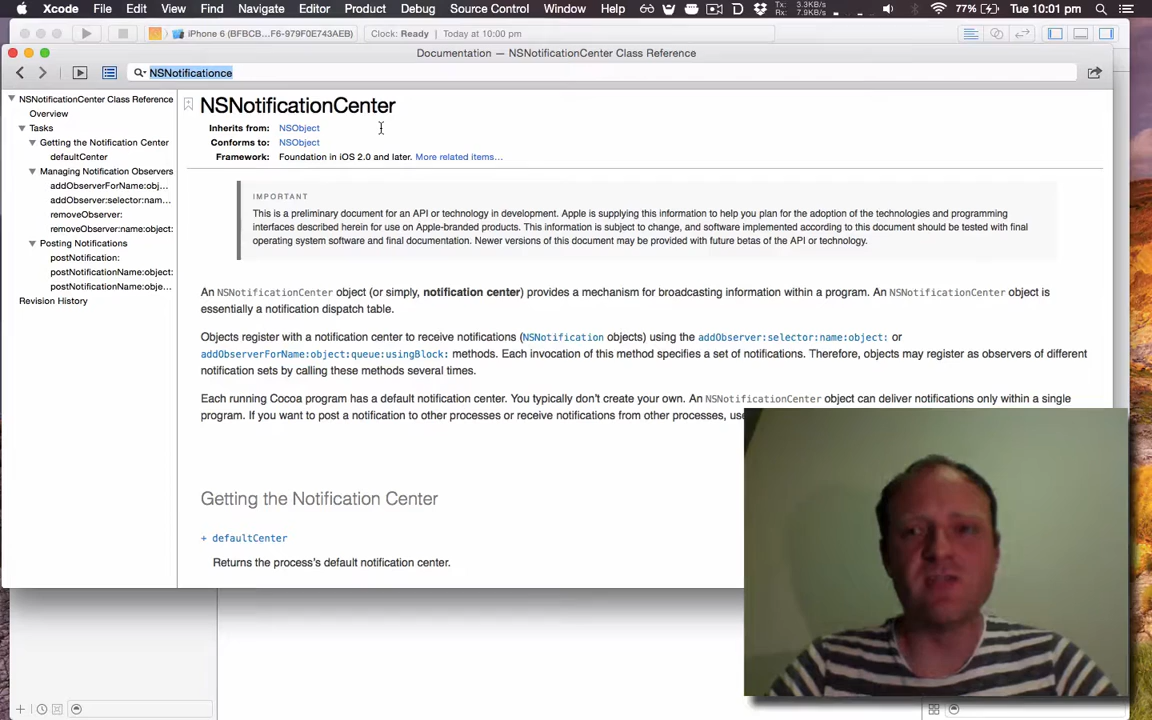 Xcode File Edit View Find Navigate Editor Product Debug Source Control Window Help Tx: 3.3KB/s Rx: 7.9KB/s 77% Tue 10:01 pm
iPhone 6 (BFBCB...F6-979F0E743AEB) Clock: Ready Today at 10:00 pm
Documentation — NSNotificationCenter Class Reference
NSNotificationce
NSNotificationCenter Class Reference
Overview
Tasks
Getting the Notification Center
defaultCenter
Managing Notification Observers
addObserverForName:obj...
addObserver:selector:nam...
removeObserver:
removeObserver:name:object:
Posting Notifications
postNotification:
postNotificationName:object:
postNotificationName:obje...
Revision History
NSNotificationCenter
Inherits from: NSObject
Conforms to: NSObject
Framework: Foundation in iOS 2.0 and later. More related items...
IMPORTANT
This is a preliminary document for an API or technology in development. Apple is supplying this information to help you plan for the adoption of the technologies and programming
interfaces described herein for use on Apple-branded products. This information is subject to change, and software implemented according to this document should be tested with final
operating system software and final documentation. Newer versions of this document may be provided with future betas of the API or technology.
An NSNotificationCenter object (or simply, notification center) provides a mechanism for broadcasting information within a program. An NSNotificationCenter object is
essentially a notification dispatch table.
Objects register with a notification center to receive notifications (NSNotification objects) using the addObserver:selector:name:object: or
addObserverForName:object:queue:usingBlock: methods. Each invocation of this method specifies a set of notifications. Therefore, objects may register as observers of different
notification sets by calling these methods several times.
Each running Cocoa program has a default notification center. You typically don't create your own. An NSNotificationCenter object can deliver notifications only within a single
program. If you want to post a notification to other processes or receive notifications from other processes, use
Getting the Notification Center
+ defaultCenter
Returns the process's default notification center.